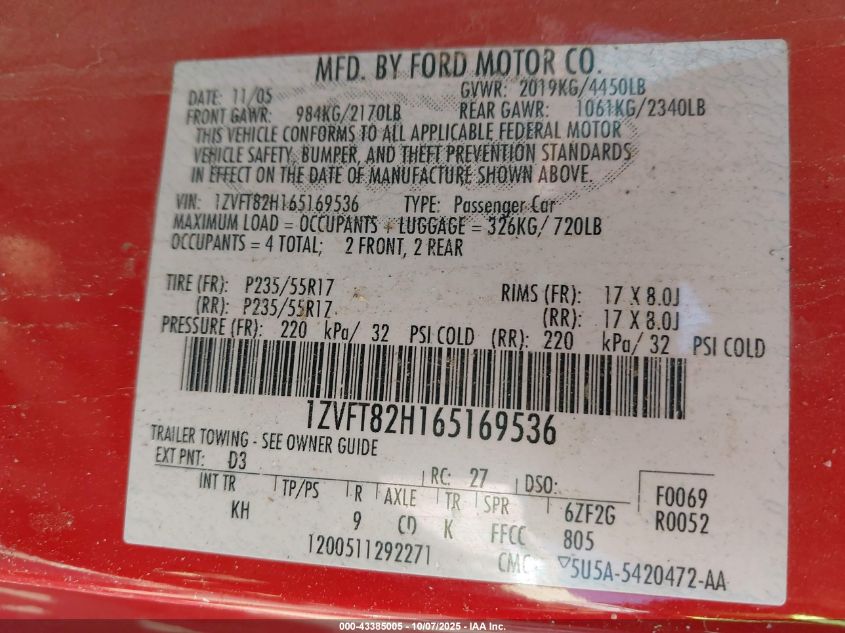 MFD. BY FORD MOTOR CO.
DATE: 11/05 GVWR: 2019KG/4450LB
FRONT GAWR: 984KG/2170LB REAR GAWR: 1061KG/2340LB
THIS VEHICLE CONFORMS TO ALL APPLICABLE FEDERAL MOTOR
VEHICLE SAFETY, BUMPER, AND THEFT PREVENTION STANDARDS
IN EFFECT ON THE DATE OF MANUFACTURE SHOWN ABOVE.
VIN: 1ZVFT82H165169536 TYPE: Passenger Car
MAXIMUM LOAD = OCCUPANTS + LUGGAGE = 326KG/ 720LB
OCCUPANTS = 4 TOTAL; 2 FRONT, 2 REAR
TIRE (FR): P235/55R17 RIMS (FR): 17 X 8.0J
(RR): P235/55R17 (RR): 17 X 8.0J
PRESSURE (FR): 220 kPa/ 32 PSI COLD (RR): 220 kPa/ 32 PSI COLD
1ZVFT82H165169536
TRAILER TOWING - SEE OWNER GUIDE
EXT PNT: D3 RC: 27 DSO: F0069
INT TR TP/PS R AXLE TR SPR 6ZF2G R0052
KH 9 CD K FFCC 805
1200511292271 CMC ▽5U5A-5420472-AA
000-43385005 - 10/07/2025 - IAA Inc.